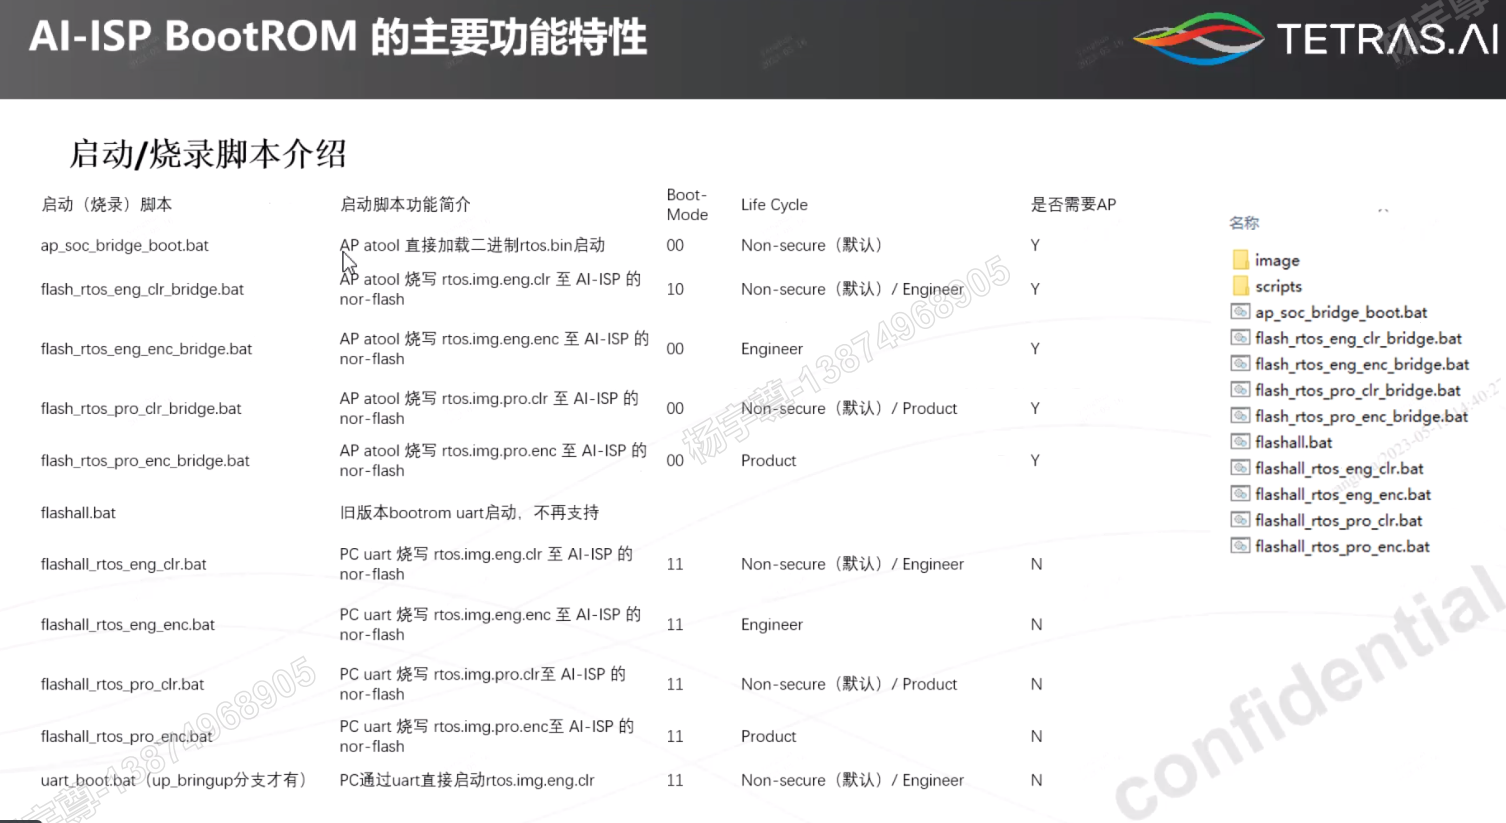 AI-ISP BootROM 的主要功能特性
TETRAS.AI
启动/烧录脚本介绍
启动（烧录）脚本 启动脚本功能简介 Boot-Mode Life Cycle 是否需要AP
ap_soc_bridge_boot.bat AP atool 直接加载二进制rtos.bin启动 00 Non-secure（默认） Y
flash_rtos_eng_clr_bridge.bat AP atool 烧写 rtos.img.eng.clr 至 AI-ISP 的 nor-flash 10 Non-secure（默认）/ Engineer Y
flash_rtos_eng_enc_bridge.bat AP atool 烧写 rtos.img.eng.enc 至 AI-ISP 的 nor-flash 00 Engineer Y
flash_rtos_pro_clr_bridge.bat AP atool 烧写 rtos.img.pro.clr 至 AI-ISP 的 nor-flash 00 Non-secure（默认）/ Product Y
flash_rtos_pro_enc_bridge.bat AP atool 烧写 rtos.img.pro.enc 至 AI-ISP 的 nor-flash 00 Product Y
flashall.bat 旧版本bootrom uart启动，不再支持
flashall_rtos_eng_clr.bat PC uart 烧写 rtos.img.eng.clr 至 AI-ISP 的 nor-flash 11 Non-secure（默认）/ Engineer N
flashall_rtos_eng_enc.bat PC uart 烧写 rtos.img.eng.enc 至 AI-ISP 的 nor-flash 11 Engineer N
flashall_rtos_pro_clr.bat PC uart 烧写 rtos.img.pro.clr至 AI-ISP 的 nor-flash 11 Non-secure（默认）/ Product N
flashall_rtos_pro_enc.bat PC uart 烧写 rtos.img.pro.enc至 AI-ISP 的 nor-flash 11 Product N
uart_boot.bat（up_bringup分支才有） PC通过uart直接启动rtos.img.eng.clr 11 Non-secure（默认）/ Engineer N
名称
image
scripts
ap_soc_bridge_boot.bat
flash_rtos_eng_clr_bridge.bat
flash_rtos_eng_enc_bridge.bat
flash_rtos_pro_clr_bridge.bat
flash_rtos_pro_enc_bridge.bat
flashall.bat
flashall_rtos_eng_clr.bat
flashall_rtos_eng_enc.bat
flashall_rtos_pro_clr.bat
flashall_rtos_pro_enc.bat
杨宇尊-13874968905
宇尊-13874968905
杨宇尊
confidential